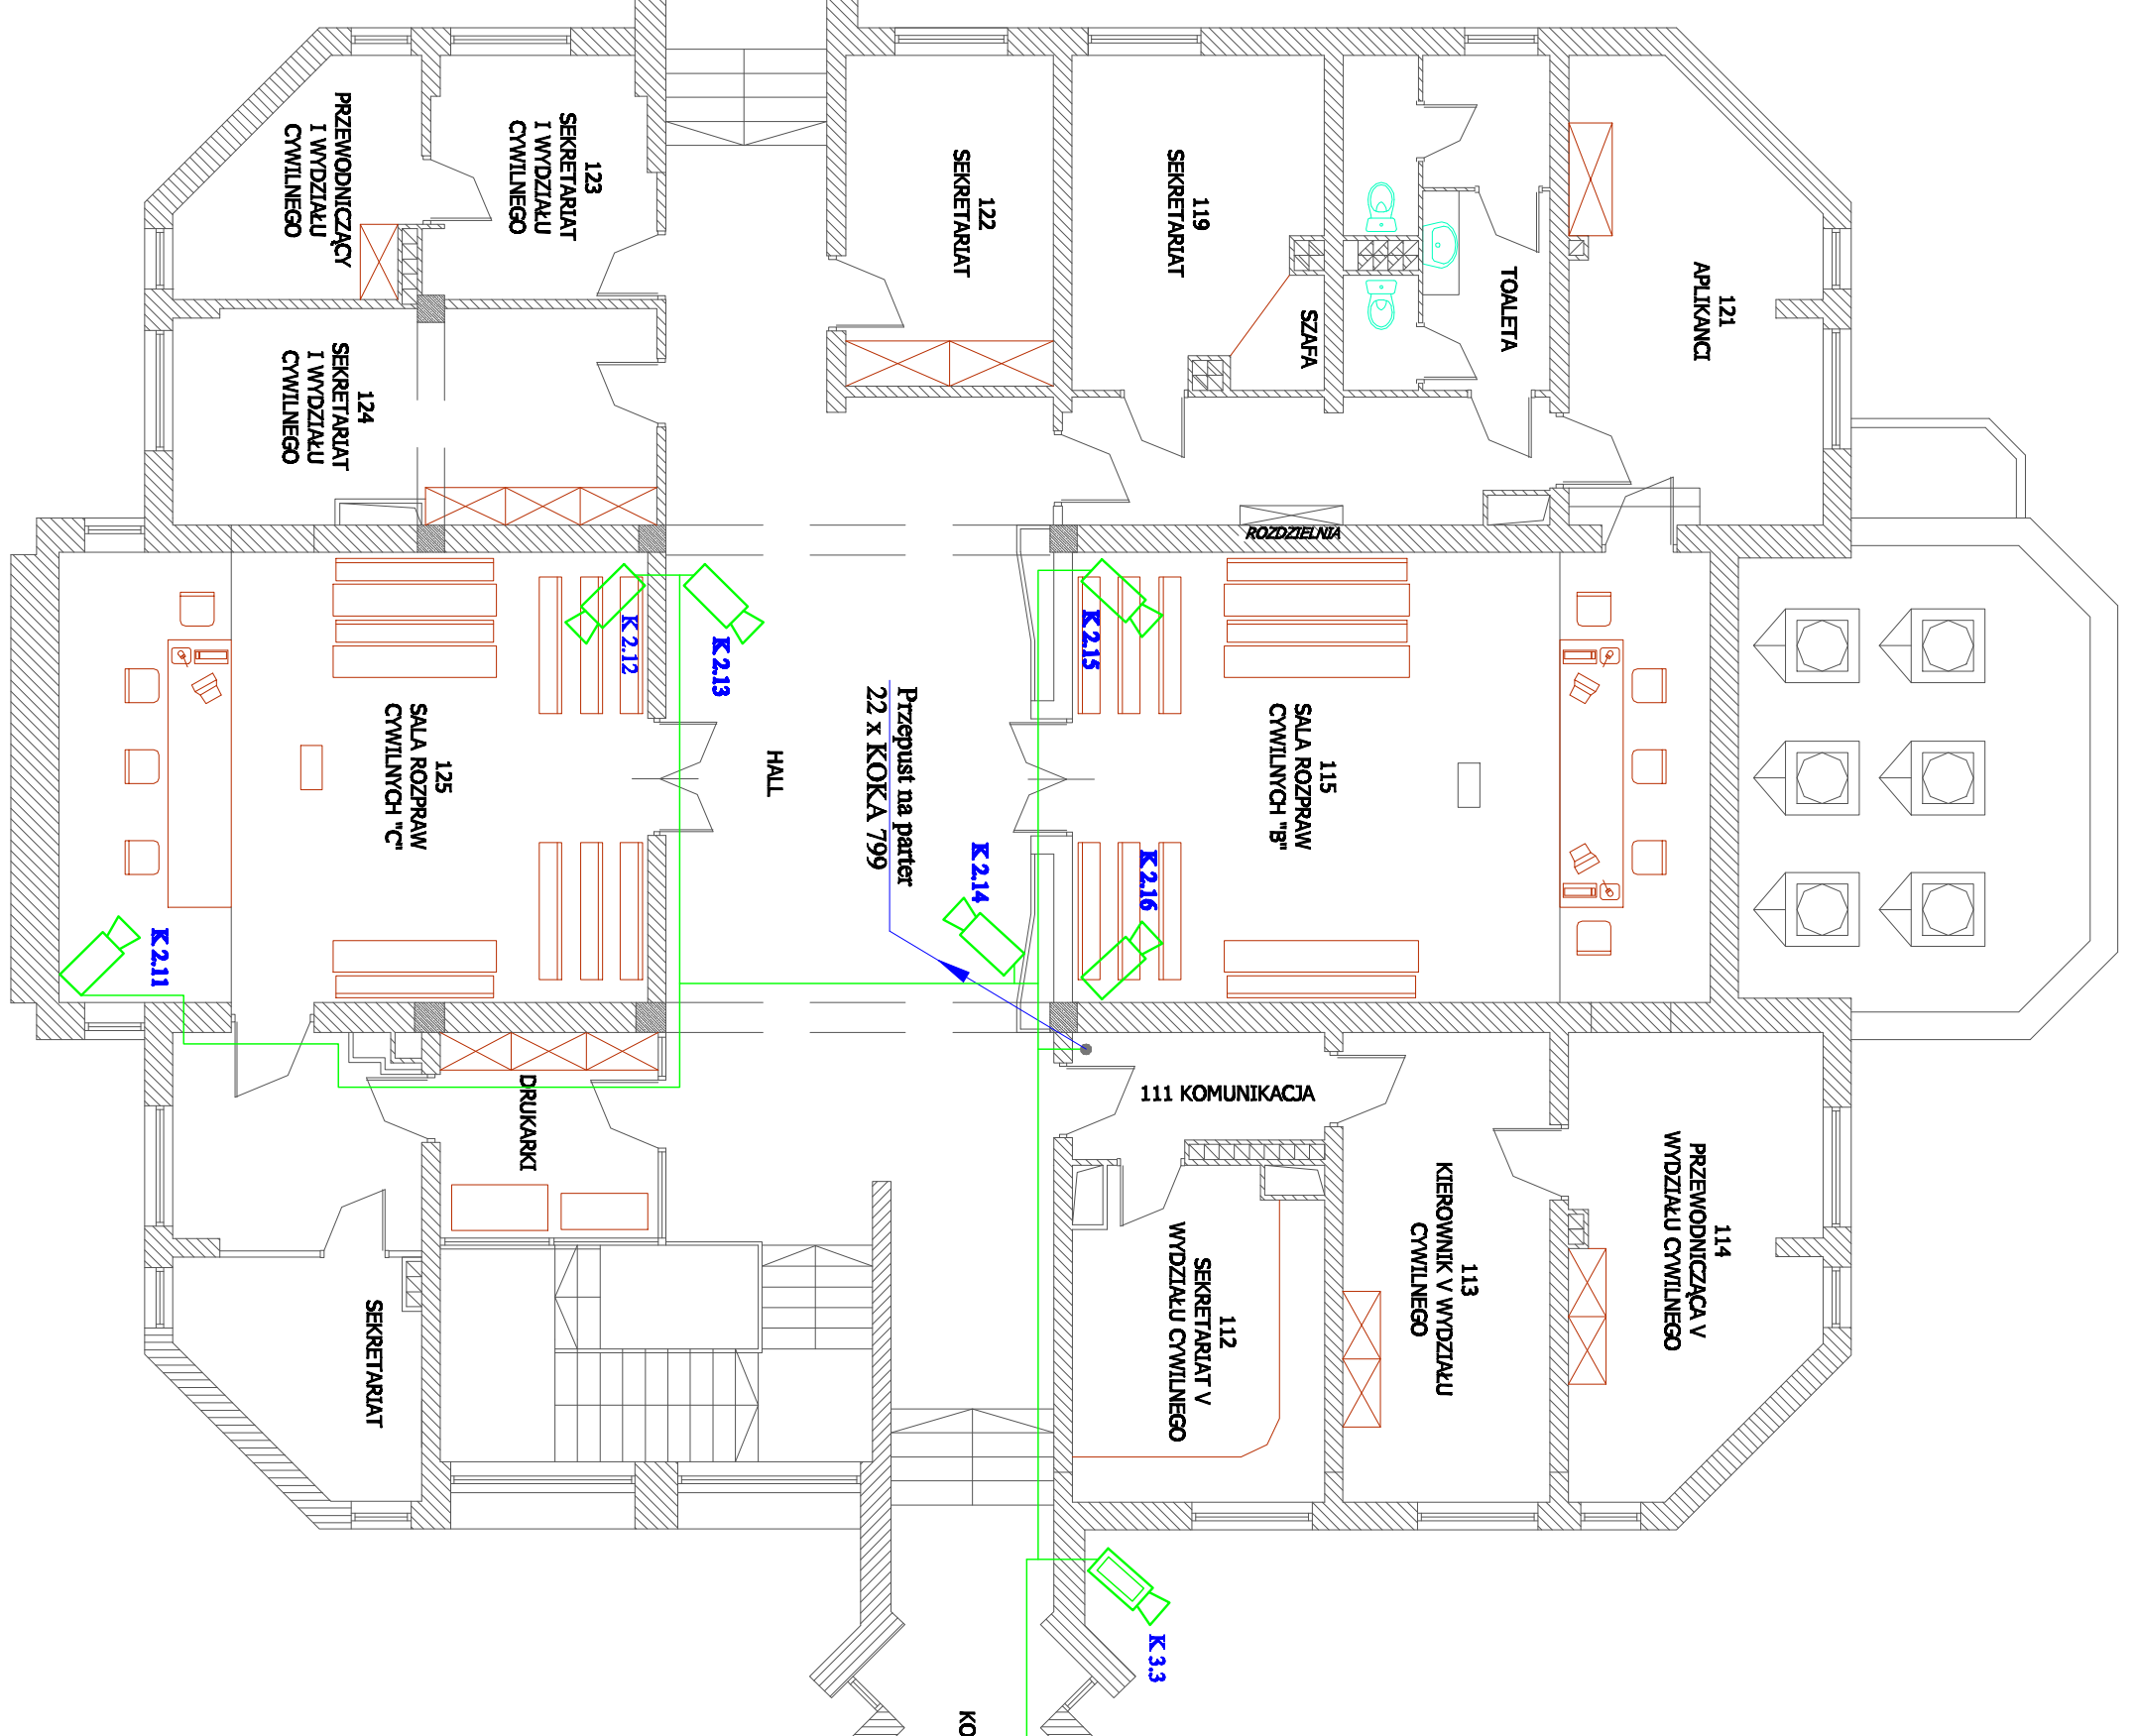 PRZEWODNICZĄCY
I WYDZIAŁU
CYWILNEGO
123
SEKRETARIAT
I WYDZIAŁU
CYWILNEGO
122
SEKRETARIAT
119
SEKRETARIAT
SZAFA
TOALETA
121
APLIKANCI
124
SEKRETARIAT
I WYDZIAŁU
CYWILNEGO
ROZDZIELNIA
K 2.12
K 2.13
K 2.15
125
SALA ROZPRAW
CYWILNYCH "C"
HALL
Przepust na parter
22 x KOKA 799
115
SALA ROZPRAW
CYWILNYCH "B"
K 2.14
K 2.16
K 2.11
DRUKARKI
111 KOMUNIKACJA
SEKRETARIAT
112
SEKRETARIAT V
WYDZIAŁU CYWILNEGO
113
KIEROWNIK V WYDZIAŁU
CYWILNEGO
114
PRZEWODNICZĄCA V
WYDZIAŁU CYWILNEGO
K 3.3
KO